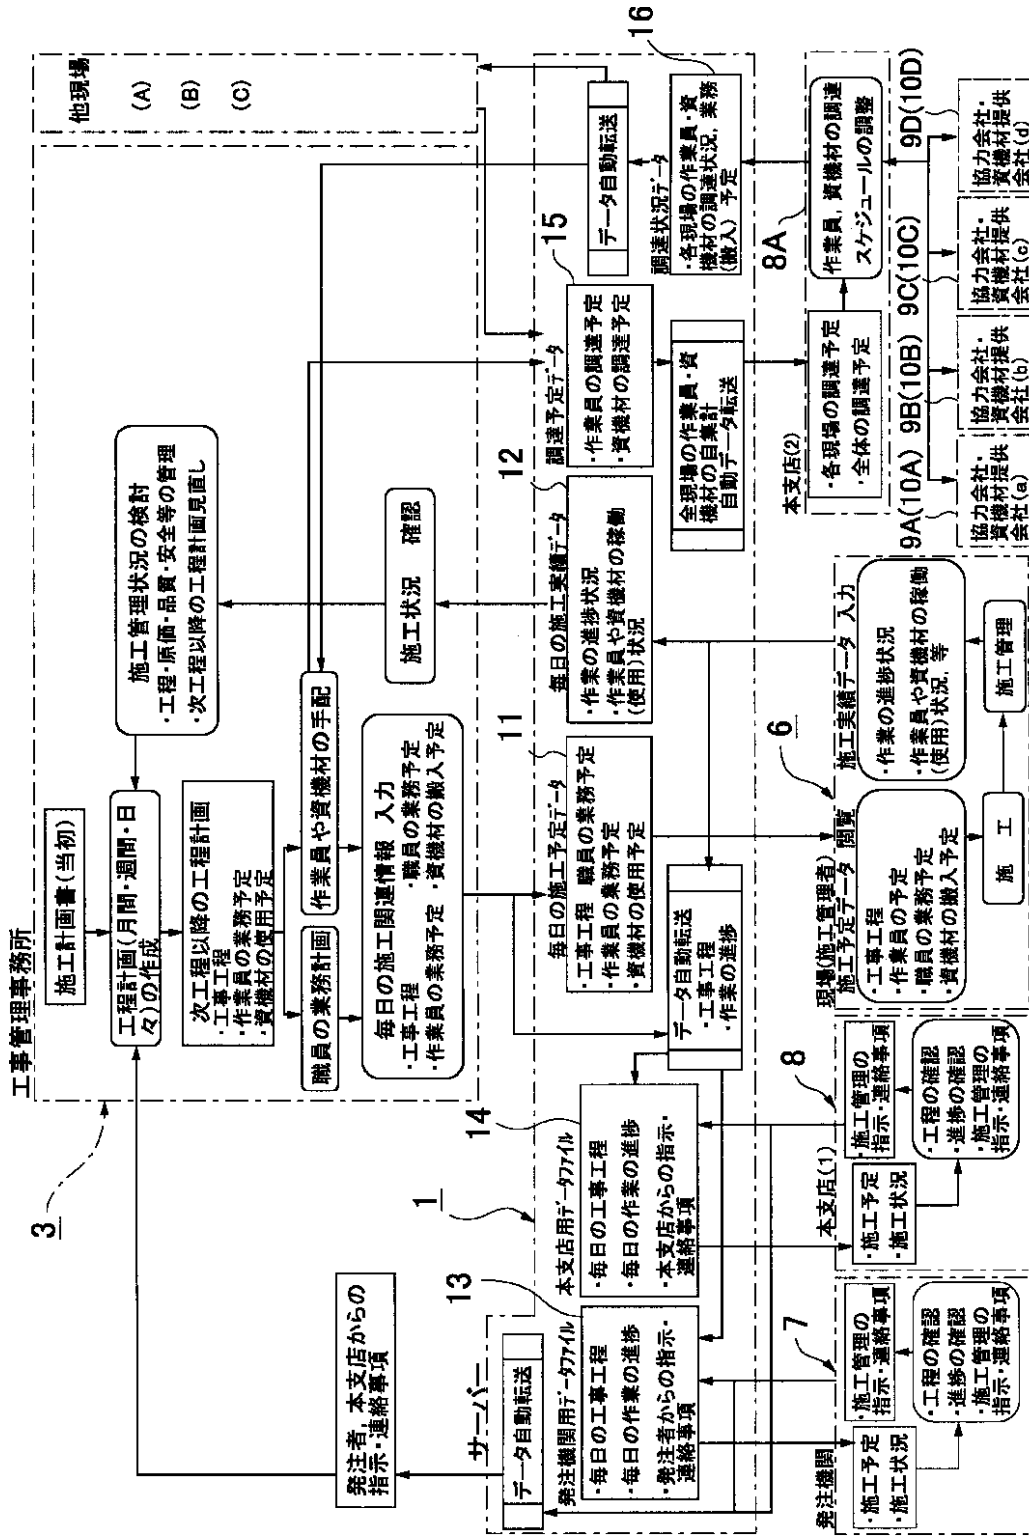 工事管理事務所
3
施工計画書(当初)
工程計画(月間・週間・日
々)の作成
次工程以降の工程計画
・工事工程
・作業員の業務予定
・資機材の使用予定
職員の業務計画
作業員や資機材の手配
毎日の施工関連情報 入力
・工事工程 ・職員の業務予定
・作業員の業務予定 ・資機材の搬入予定
施工管理状況の検討
・工程・原価・品質・安全等の管理
・次工程以降の工程計画見直し
施工状況 確認
他現場
(A)
(B)
(C)
発注者,本支店からの
指示・連絡事項
サーバー
1
データ自動転送
発注機関用データファイル
13
・毎日の工事工程
・毎日の作業の進捗
・発注者からの指示・
連絡事項
本支店用データファイル
14
・毎日の工事工程
・毎日の作業の進捗
・本支店からの指示・
連絡事項
データ自動転送
・工事工程
・作業の進捗
毎日の施工予定データ
11
・工事工程 職員の業務予定
・作業員の業務予定
・資機材の使用予定
毎日の施工実績データ
12
・作業の進捗状況
・作業員や資機材の稼働
(使用)状況
調達予定データ
15
・作業員の調達予定
・資機材の調達予定
全現場の作業員・資
機材の自集計
自動データ転送
データ自動転送
調達状況データ
16
・各現場の作業員・資
機材の調達状況,業務
(搬入)予定
発注機関
7
・施工予定
・施工状況
・施工管理の
指示・連絡事項
・工程の確認
・進捗の確認
・施工管理の
指示・連絡事項
本支店(1)
8
・施工予定
・施工状況
・施工管理の
指示・連絡事項
・工程の確認
・進捗の確認
・施工管理の
指示・連絡事項
現場(施工管理者)
6
施工予定データ 閲覧
・工事工程
・作業員の予定
・職員の業務予定
・資機材の搬入予定
施 工
施工管理
施工実績データ 入力
・作業の進捗状況
・作業員や資機材の稼働
(使用)状況,等
本支店(2)
8A
・各現場の調達予定
・全体の調達予定
作業員,資機材の調達
スケジュールの調整
9A(10A)
9B(10B)
9C(10C)
9D(10D)
協力会社・
資機材提供
会社(a)
協力会社・
資機材提供
会社(b)
協力会社・
資機材提供
会社(c)
協力会社・
資機材提供
会社(d)